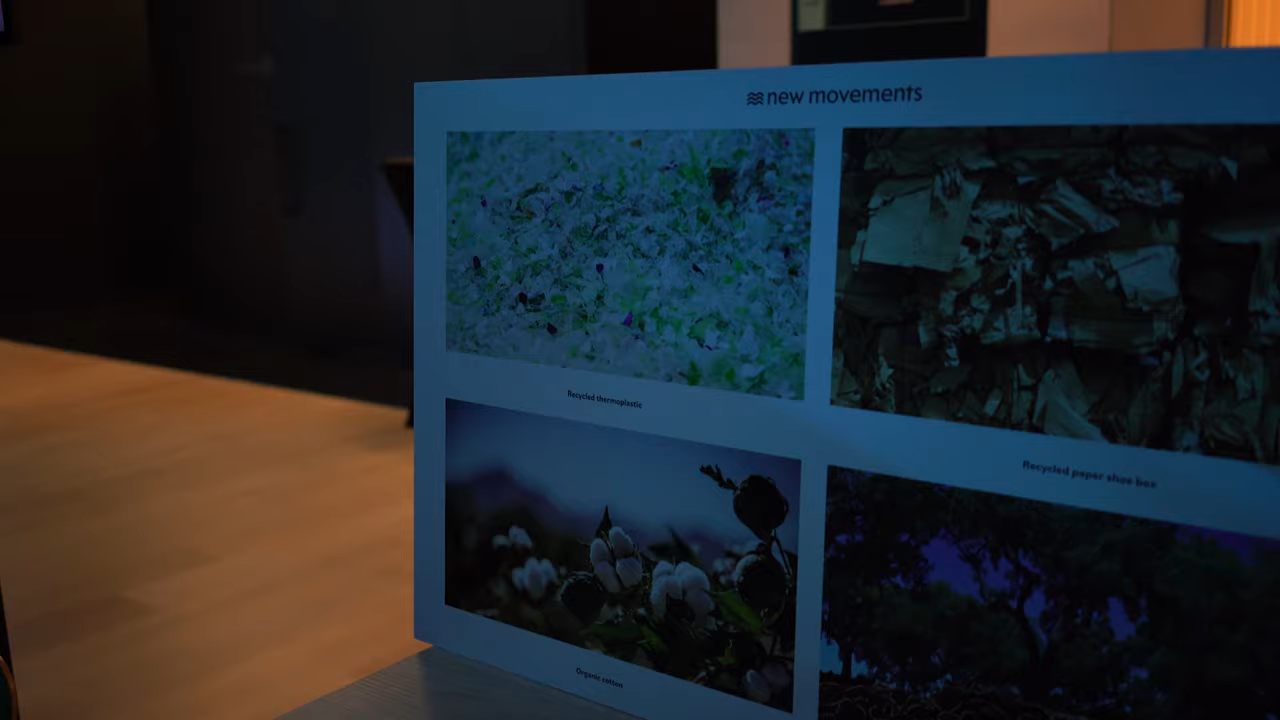 new movements
Recycled thermoplastic
Recycled paper shoe box
Organic cotton